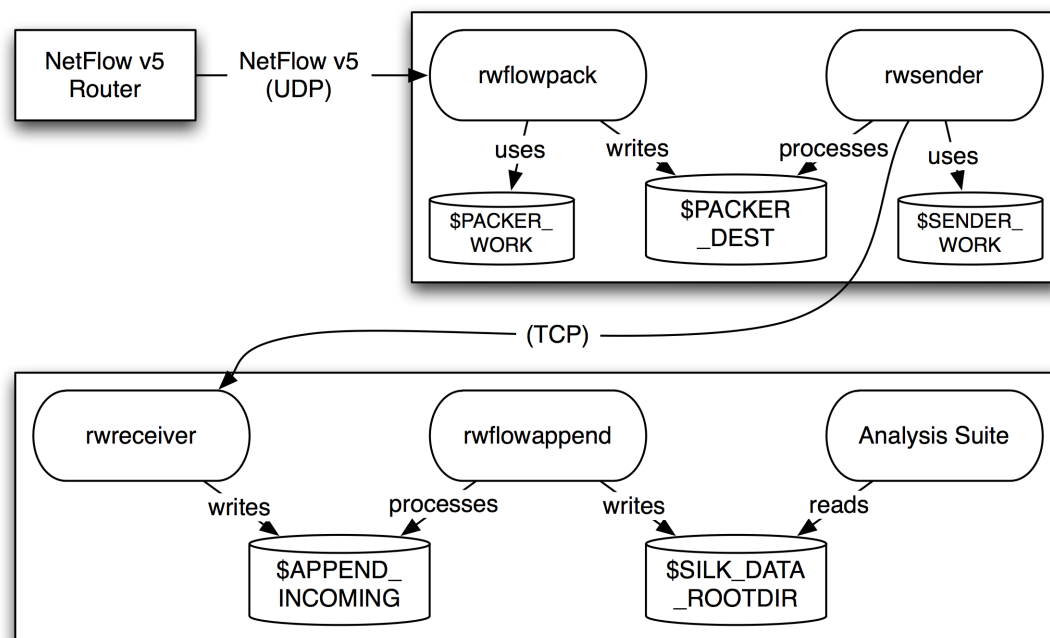 NetFlow v5
Router
NetFlow v5
(UDP)
rwflowpack
rwsender
uses
writes
processes
uses
$PACKER_
WORK
$PACKER
_DEST
$SENDER_
WORK
(TCP)
rwreceiver
rwflowappend
Analysis Suite
writes
processes
writes
reads
$APPEND_
INCOMING
$SILK_DATA
_ROOTDIR